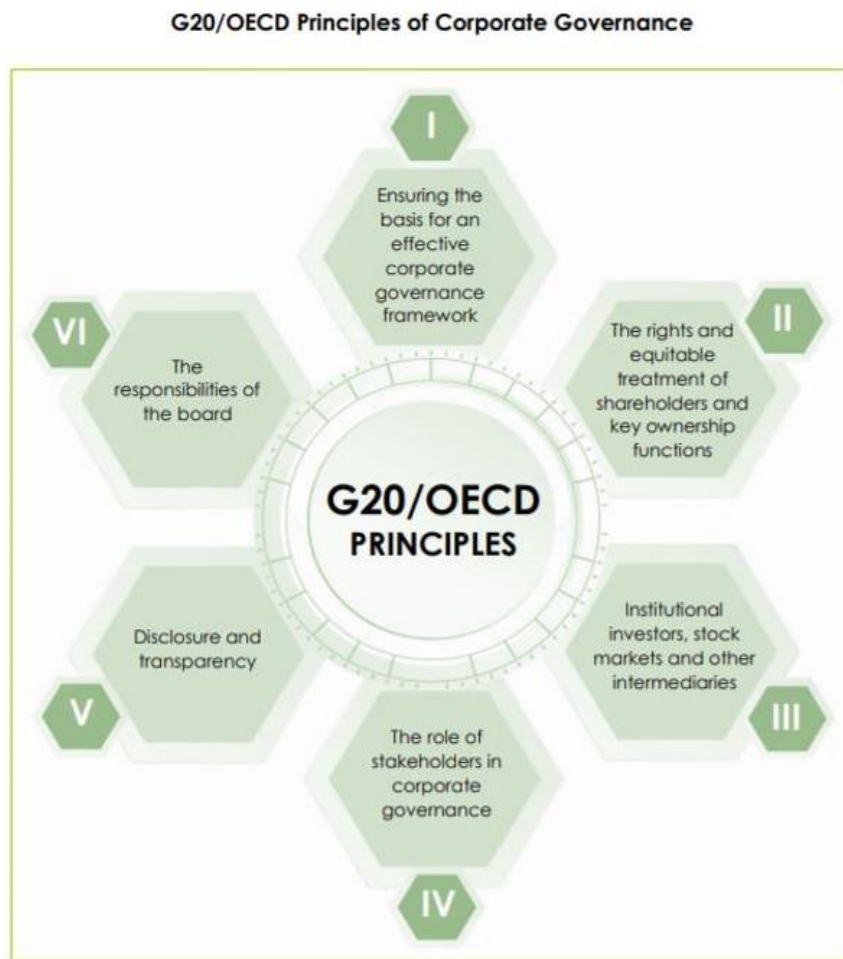 G20/OECD Principles of Corporate Governance
I
Ensuring the
basis for an
effective
corporate
governance
framework
II
The rights and
equitable
treatment of
shareholders and
key ownership
functions
III
Institutional
investors, stock
markets and other
intermediaries
IV
The role of
stakeholders in
corporate
governance
V
Disclosure and
transparency
VI
The
responsibilities of
the board
G20/OECD
PRINCIPLES